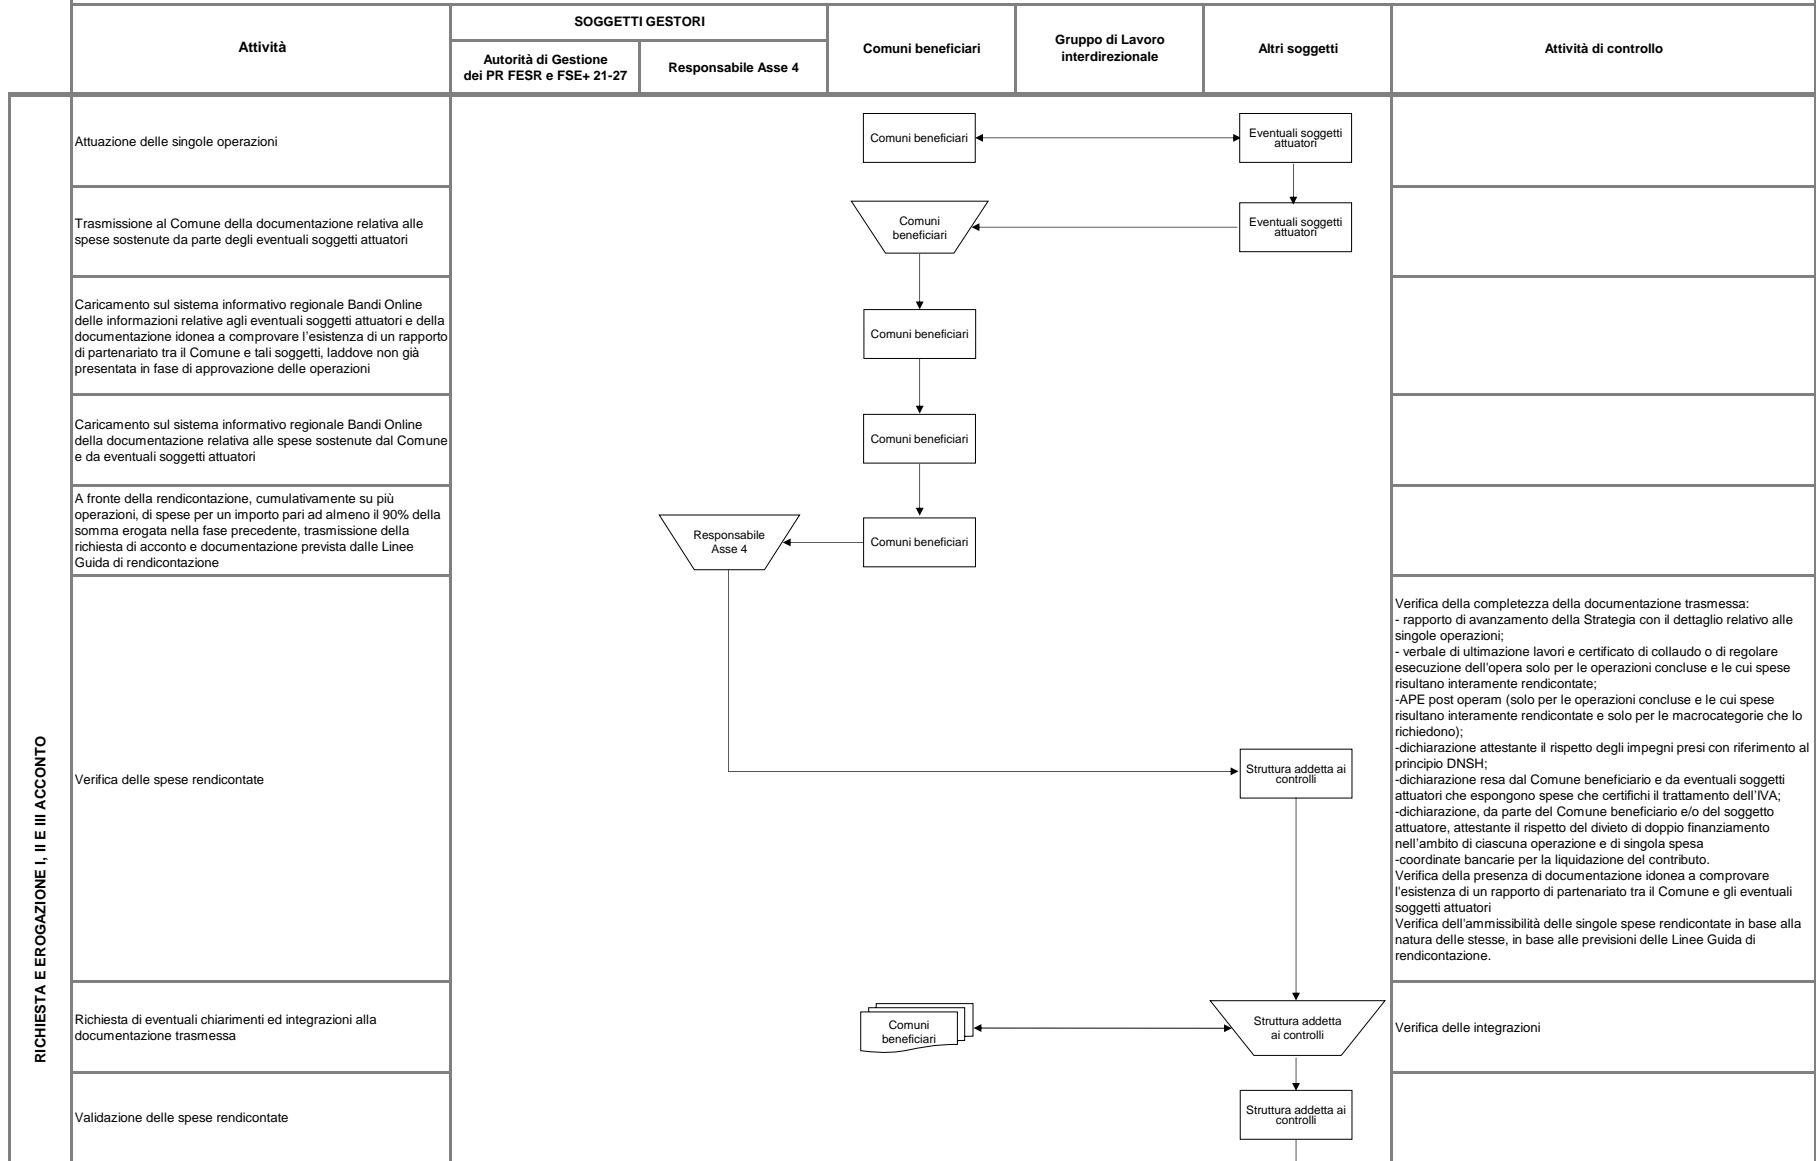 SOGGETTI GESTORI
Attività
Autorità di Gestione
dei PR FESR e FSE+ 21-27
Responsabile Asse 4
Comuni beneficiari
Gruppo di Lavoro
interdirezionale
Altri soggetti
Attività di controllo
RICHIESTA E EROGAZIONE I, II E III ACCONTO
Attuazione delle singole operazioni
Comuni beneficiari
Eventuali soggetti
attuatori
Trasmissione al Comune della documentazione relativa alle
spese sostenute da parte degli eventuali soggetti attuatori
Comuni
beneficiari
Eventuali soggetti
attuatori
Caricamento sul sistema informativo regionale Bandi Online
delle informazioni relative agli eventuali soggetti attuatori e della
documentazione idonea a comprovare l'esistenza di un rapporto
di partenariato tra il Comune e tali soggetti, laddove non già
presentata in fase di approvazione delle operazioni
Comuni beneficiari
Caricamento sul sistema informativo regionale Bandi Online
della documentazione relativa alle spese sostenute dal Comune
e da eventuali soggetti attuatori
Comuni beneficiari
A fronte della rendicontazione, cumulativamente su più
operazioni, di spese per un importo pari ad almeno il 90% della
somma erogata nella fase precedente, trasmissione della
richiesta di acconto e documentazione prevista dalle Linee
Guida di rendicontazione
Responsabile
Asse 4
Comuni beneficiari
Verifica delle spese rendicontate
Struttura addetta ai
controlli
Verifica della completezza della documentazione trasmessa:
- rapporto di avanzamento della Strategia con il dettaglio relativo alle
singole operazioni;
- verbale di ultimazione lavori e certificato di collaudo o di regolare
esecuzione dell'opera solo per le operazioni concluse e le cui spese
risultano interamente rendicontate;
-APE post operam (solo per le operazioni concluse e le cui spese
risultano interamente rendicontate e solo per le macrocategorie che lo
richiedono);
-dichiarazione attestante il rispetto degli impegni presi con riferimento al
principio DNSH;
-dichiarazione resa dal Comune beneficiario e da eventuali soggetti
attuatori che espongono spese che certifichi il trattamento dell'IVA;
-dichiarazione, da parte del Comune beneficiario e/o del soggetto
attuatore, attestante il rispetto del divieto di doppio finanziamento
nell'ambito di ciascuna operazione e di singola spesa
-coordinate bancarie per la liquidazione del contributo.
Verifica della presenza di documentazione idonea a comprovare
l'esistenza di un rapporto di partenariato tra il Comune e gli eventuali
soggetti attuatori
Verifica dell'ammissibilità delle singole spese rendicontate in base alla
natura delle stesse, in base alle previsioni delle Linee Guida di
rendicontazione.
Richiesta di eventuali chiarimenti ed integrazioni alla
documentazione trasmessa
Comuni
beneficiari
Struttura addetta
ai controlli
Verifica delle integrazioni
Validazione delle spese rendicontate
Struttura addetta ai
controlli